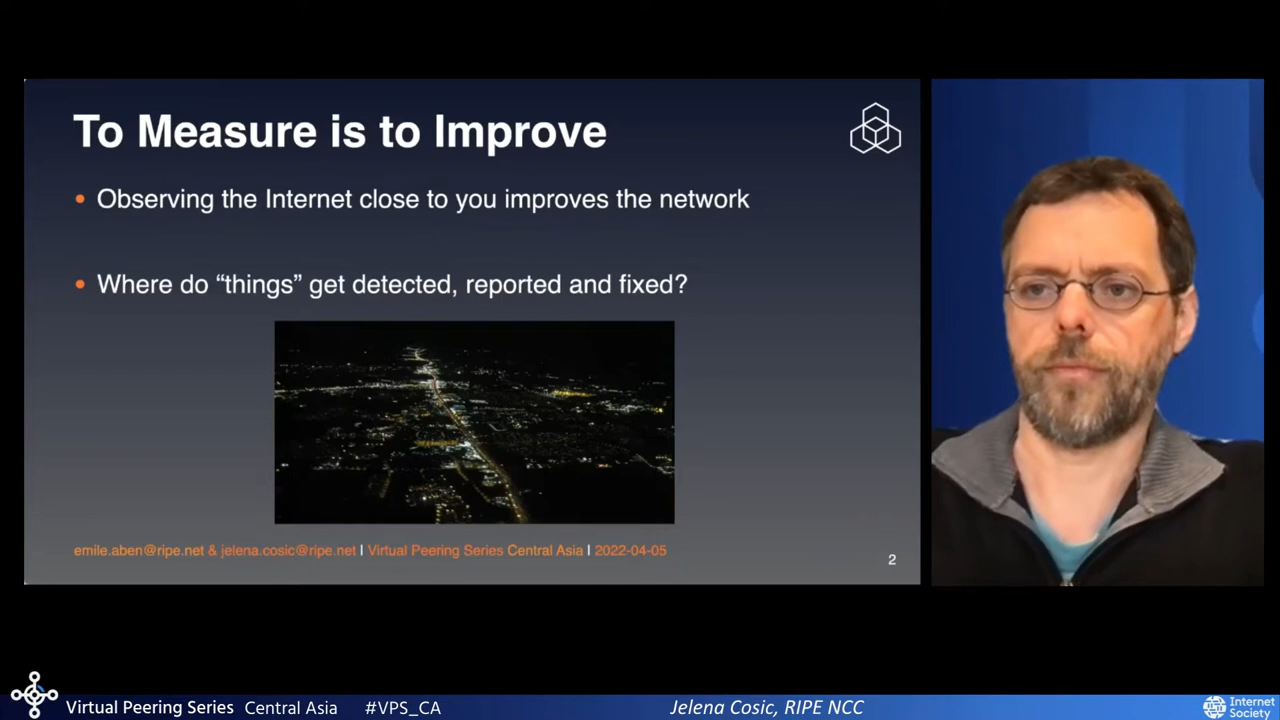 To Measure is to Improve
• Observing the Internet close to you improves the network
• Where do “things” get detected, reported and fixed?
emile.aben@ripe.net & jelena.cosic@ripe.net | Virtual Peering Series Central Asia | 2022-04-05
2
Virtual Peering Series Central Asia #VPS_CA
Jelena Cosic, RIPE NCC
Internet
Society